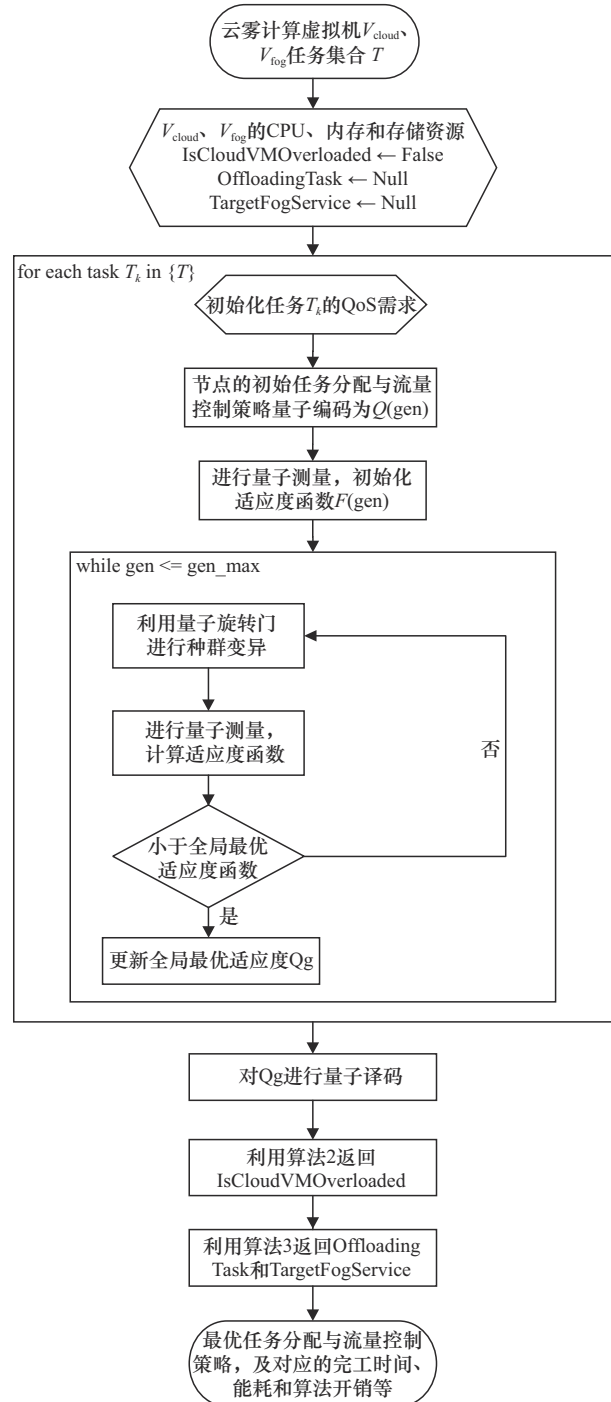 云雾计算虚拟机V_cloud、
V_fog任务集合 T
V_cloud、V_fog的CPU、内存和存储资源
IsCloudVMOverloaded ← False
OffloadingTask ← Null
TargetFogService ← Null
for each task T_k in {T}
初始化任务T_k的QoS需求
节点的初始任务分配与流量
控制策略量子编码为Q(gen)
进行量子测量，初始化
适应度函数F(gen)
while gen <= gen_max
利用量子旋转门
进行种群变异
进行量子测量，
计算适应度函数
否
小于全局最优
适应度函数
是
更新全局最优适应度Qg
对Qg进行量子译码
利用算法2返回
IsCloudVMOverloaded
利用算法3返回Offloading
Task和TargetFogService
最优任务分配与流量控制
策略，及对应的完工时间、
能耗和算法开销等